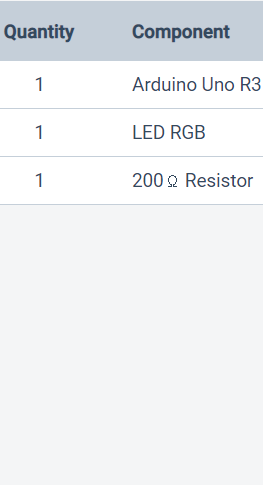 Quantity Component
1 Arduino Uno R3
1 LED RGB
1 200 Ω Resistor